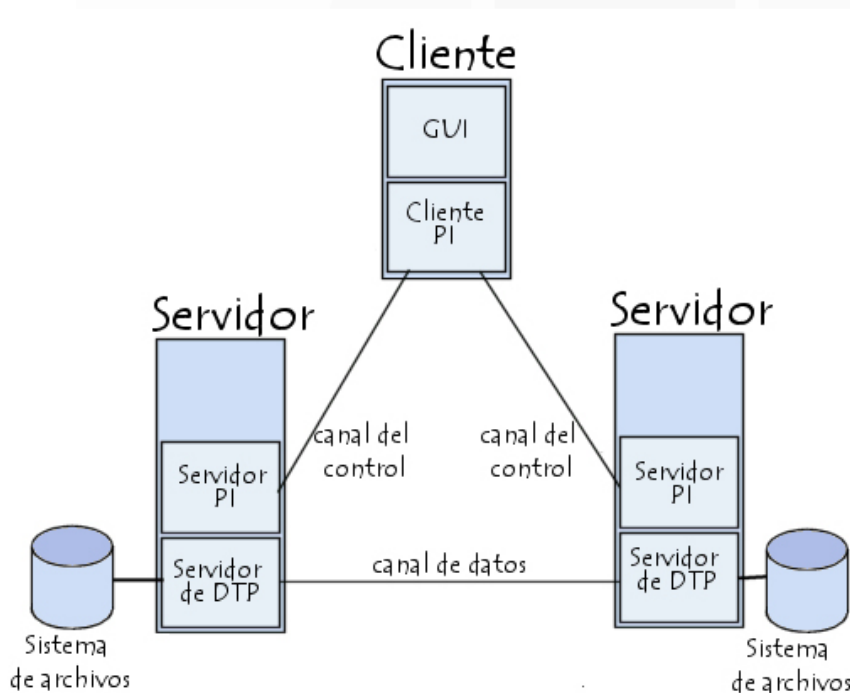 Cliente
GUI
Cliente
PI
Servidor
Servidor
canal del
control
canal del
control
Servidor
PI
Servidor
PI
Servidor
de DTP
canal de datos
Servidor
de DTP
Sistema
de archivos
Sistema
de archivos